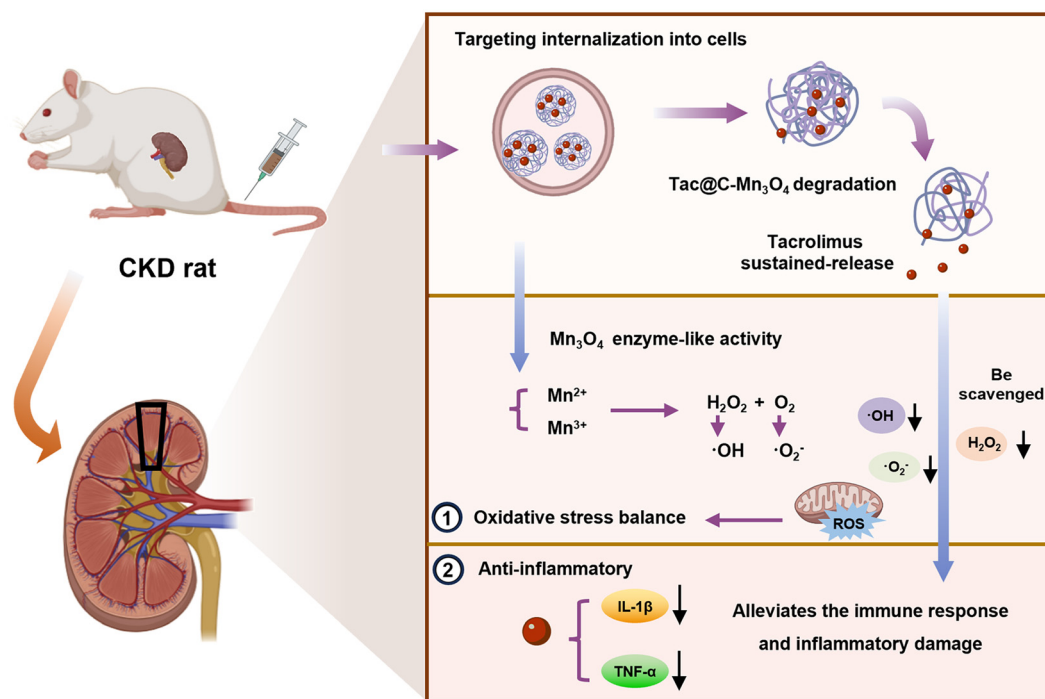 Targeting internalization into cells
CKD rat
Tac@C-Mn₃O₄ degradation
Tacrolimus
sustained-release
Mn₃O₄ enzyme-like activity
Mn²⁺
Mn³⁺
H₂O₂ + O₂
·OH ·O₂⁻
Be
scavenged
·OH
H₂O₂
·O₂⁻
ROS
1 Oxidative stress balance
2 Anti-inflammatory
IL-1β
TNF-α
Alleviates the immune response
and inflammatory damage